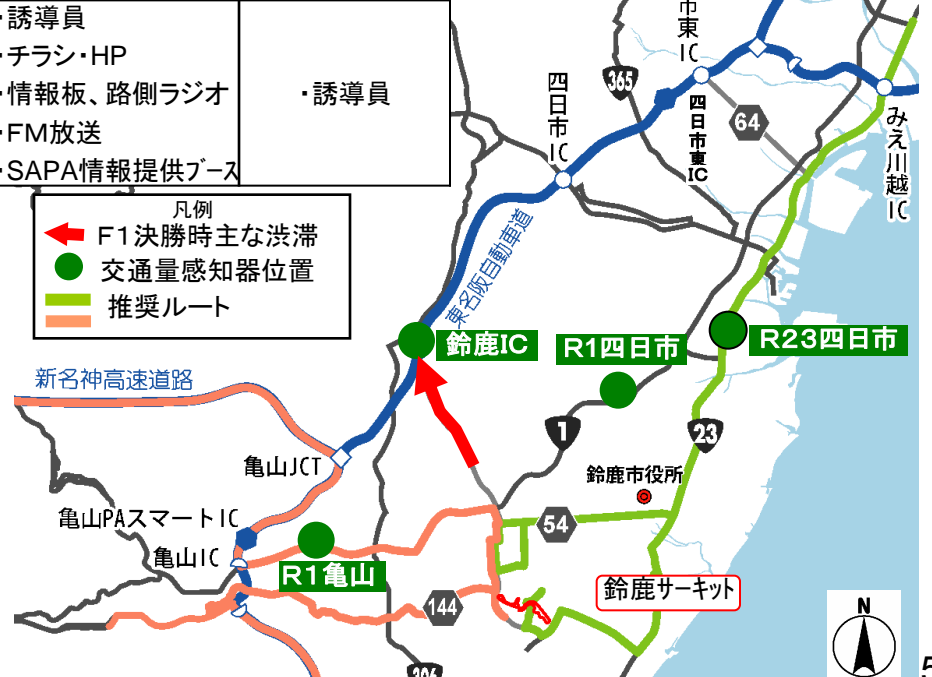 ・誘導員
・チラシ・HP
・情報板、路側ラジオ
・FM放送
・SAPA情報提供ブース
・誘導員
凡例
F1決勝時主な渋滞
交通量感知器位置
推奨ルート
市東IC
365
四日市IC
四日市東IC
64
みえ川越IC
東名阪自動車道
鈴鹿IC
R1四日市
R23四日市
新名神高速道路
1
23
亀山JCT
鈴鹿市役所
亀山PAスマートIC
54
亀山IC
R1亀山
鈴鹿サーキット
144
N
306
5